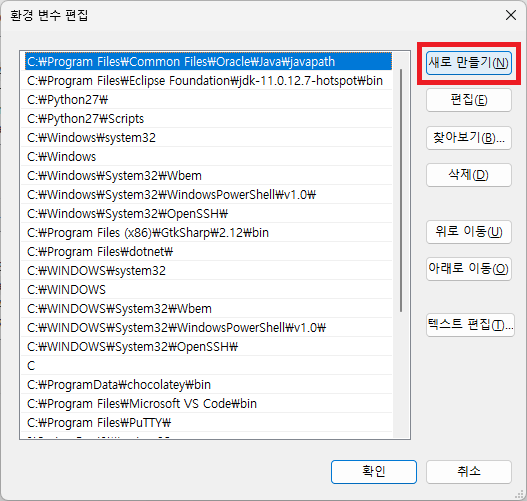 환경 변수 편집
C:₩Program Files₩Common Files₩Oracle₩Java₩javapath
C:₩Program Files₩Eclipse Foundation₩jdk-11.0.12.7-hotspot₩bin
C:₩Python27₩
C:₩Python27₩Scripts
C:₩Windows₩system32
C:₩Windows
C:₩Windows₩System32₩Wbem
C:₩Windows₩System32₩WindowsPowerShell₩v1.0₩
C:₩Windows₩System32₩OpenSSH₩
C:₩Program Files (x86)₩GtkSharp₩2.12₩bin
C:₩Program Files₩dotnet₩
C:₩WINDOWS₩system32
C:₩WINDOWS
C:₩WINDOWS₩System32₩Wbem
C:₩WINDOWS₩System32₩WindowsPowerShell₩v1.0₩
C:₩WINDOWS₩System32₩OpenSSH₩
C
C:₩ProgramData₩chocolatey₩bin
C:₩Program Files₩Microsoft VS Code₩bin
C:₩Program Files₩PuTTY₩
새로 만들기(N)
편집(E)
찾아보기(B)...
삭제(D)
위로 이동(U)
아래로 이동(O)
텍스트 편집(T)...
확인
취소